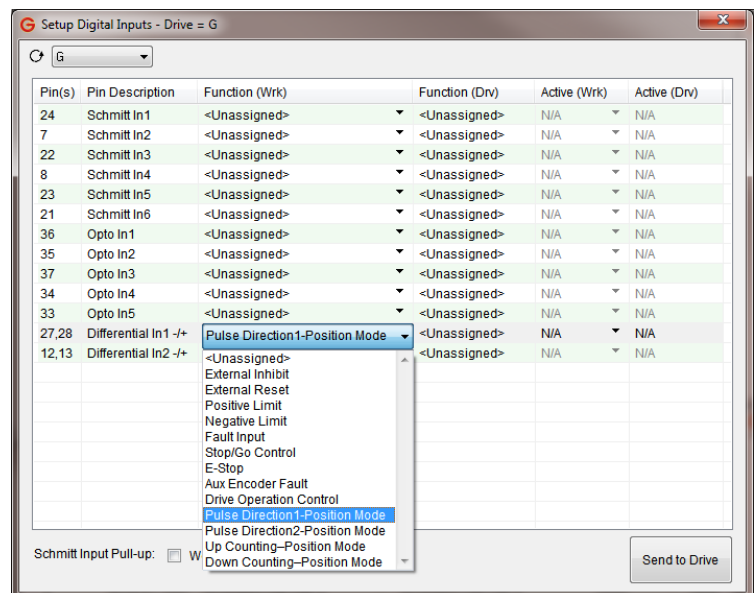 G Setup Digital Inputs - Drive = G
G
Pin(s) Pin Description Function (Wrk) Function (Drv) Active (Wrk) Active (Drv)
24 Schmitt In1 <Unassigned> <Unassigned> N/A N/A
7 Schmitt In2 <Unassigned> <Unassigned> N/A N/A
22 Schmitt In3 <Unassigned> <Unassigned> N/A N/A
8 Schmitt In4 <Unassigned> <Unassigned> N/A N/A
23 Schmitt In5 <Unassigned> <Unassigned> N/A N/A
21 Schmitt In6 <Unassigned> <Unassigned> N/A N/A
36 Opto In1 <Unassigned> <Unassigned> N/A N/A
35 Opto In2 <Unassigned> <Unassigned> N/A N/A
37 Opto In3 <Unassigned> <Unassigned> N/A N/A
34 Opto In4 <Unassigned> <Unassigned> N/A N/A
33 Opto In5 <Unassigned> <Unassigned> N/A N/A
27,28 Differential In1 -/+ Pulse Direction1-Position Mode <Unassigned> N/A N/A
12,13 Differential In2 -/+ <Unassigned> N/A N/A
<Unassigned>
External Inhibit
External Reset
Positive Limit
Negative Limit
Fault Input
Stop/Go Control
E-Stop
Aux Encoder Fault
Drive Operation Control
Pulse Direction1-Position Mode
Pulse Direction2-Position Mode
Up Counting–Position Mode
Down Counting–Position Mode
Schmitt Input Pull-up: W
Send to Drive